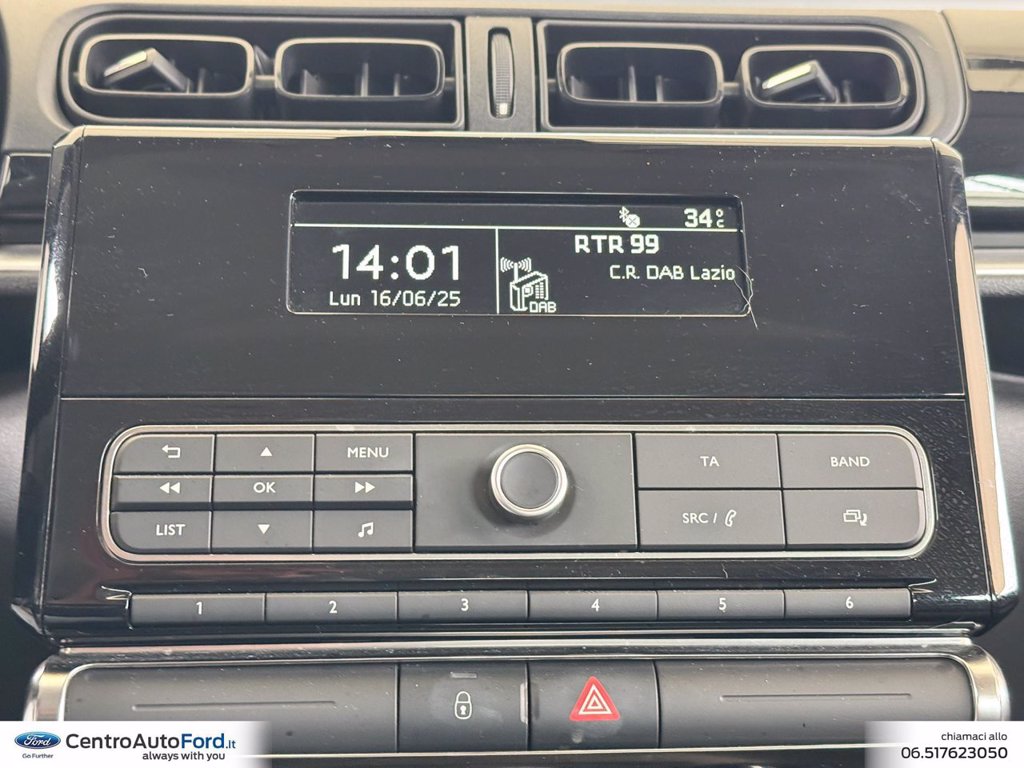 34°C
14:01
Lun 16/06/25
RTR 99
C.R. DAB Lazio
DAB
MENU
OK
LIST
TA
BAND
SRC /
1 2 3 4 5 6
Ford
Go Further
CentroAutoFord.it
always with you
chiamaci allo
06.517623050